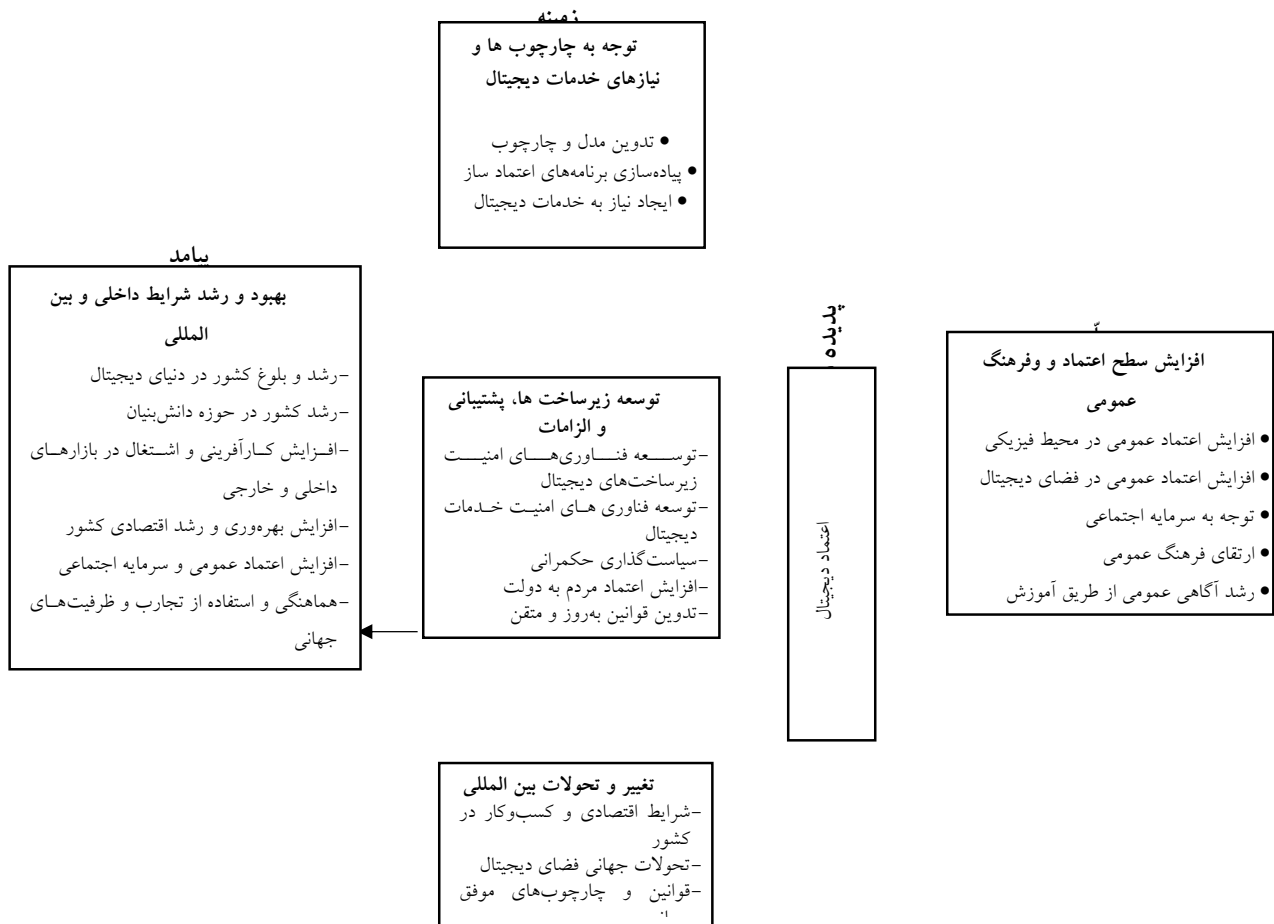 زمینه
توجه به چارچوب ها و
نیازهای خدمات دیجیتال
● تدوین مدل و چارچوب
● پیاده‌سازی برنامه‌های اعتماد ساز
● ایجاد نیاز به خدمات دیجیتال
افزایش سطح اعتماد و وفرهنگ
عمومی
● افزایش اعتماد عمومی در محیط فیزیکی
● افزایش اعتماد عمومی در فضای دیجیتال
● توجه به سرمایه اجتماعی
● ارتقای فرهنگ عمومی
● رشد آگاهی عمومی از طریق آموزش
پدیده
اعتماد دیجیتال
توسعه زیرساخت ها، پشتیبانی
و الزامات
-توسعه فناوری‌های امنیت
زیرساخت‌های دیجیتال
-توسعه فناوری های امنیت خدمات
دیجیتال
-سیاست‌گذاری حکمرانی
-افزایش اعتماد مردم به دولت
-تدوین قوانین به‌روز و متقن
پیامد
بهبود و رشد شرایط داخلی و بین
المللی
-رشد و بلوغ کشور در دنیای دیجیتال
-رشد کشور در حوزه دانش‌بنیان
-افزایش کارآفرینی و اشتغال در بازارهای
داخلی و خارجی
-افزایش بهره‌وری و رشد اقتصادی کشور
-افزایش اعتماد عمومی و سرمایه اجتماعی
-هماهنگی و استفاده از تجارب و ظرفیت‌های
جهانی
تغییر و تحولات بین المللی
-شرایط اقتصادی و کسب‌وکار در
کشور
-تحولات جهانی فضای دیجیتال
-قوانین و چارچوب‌های موفق